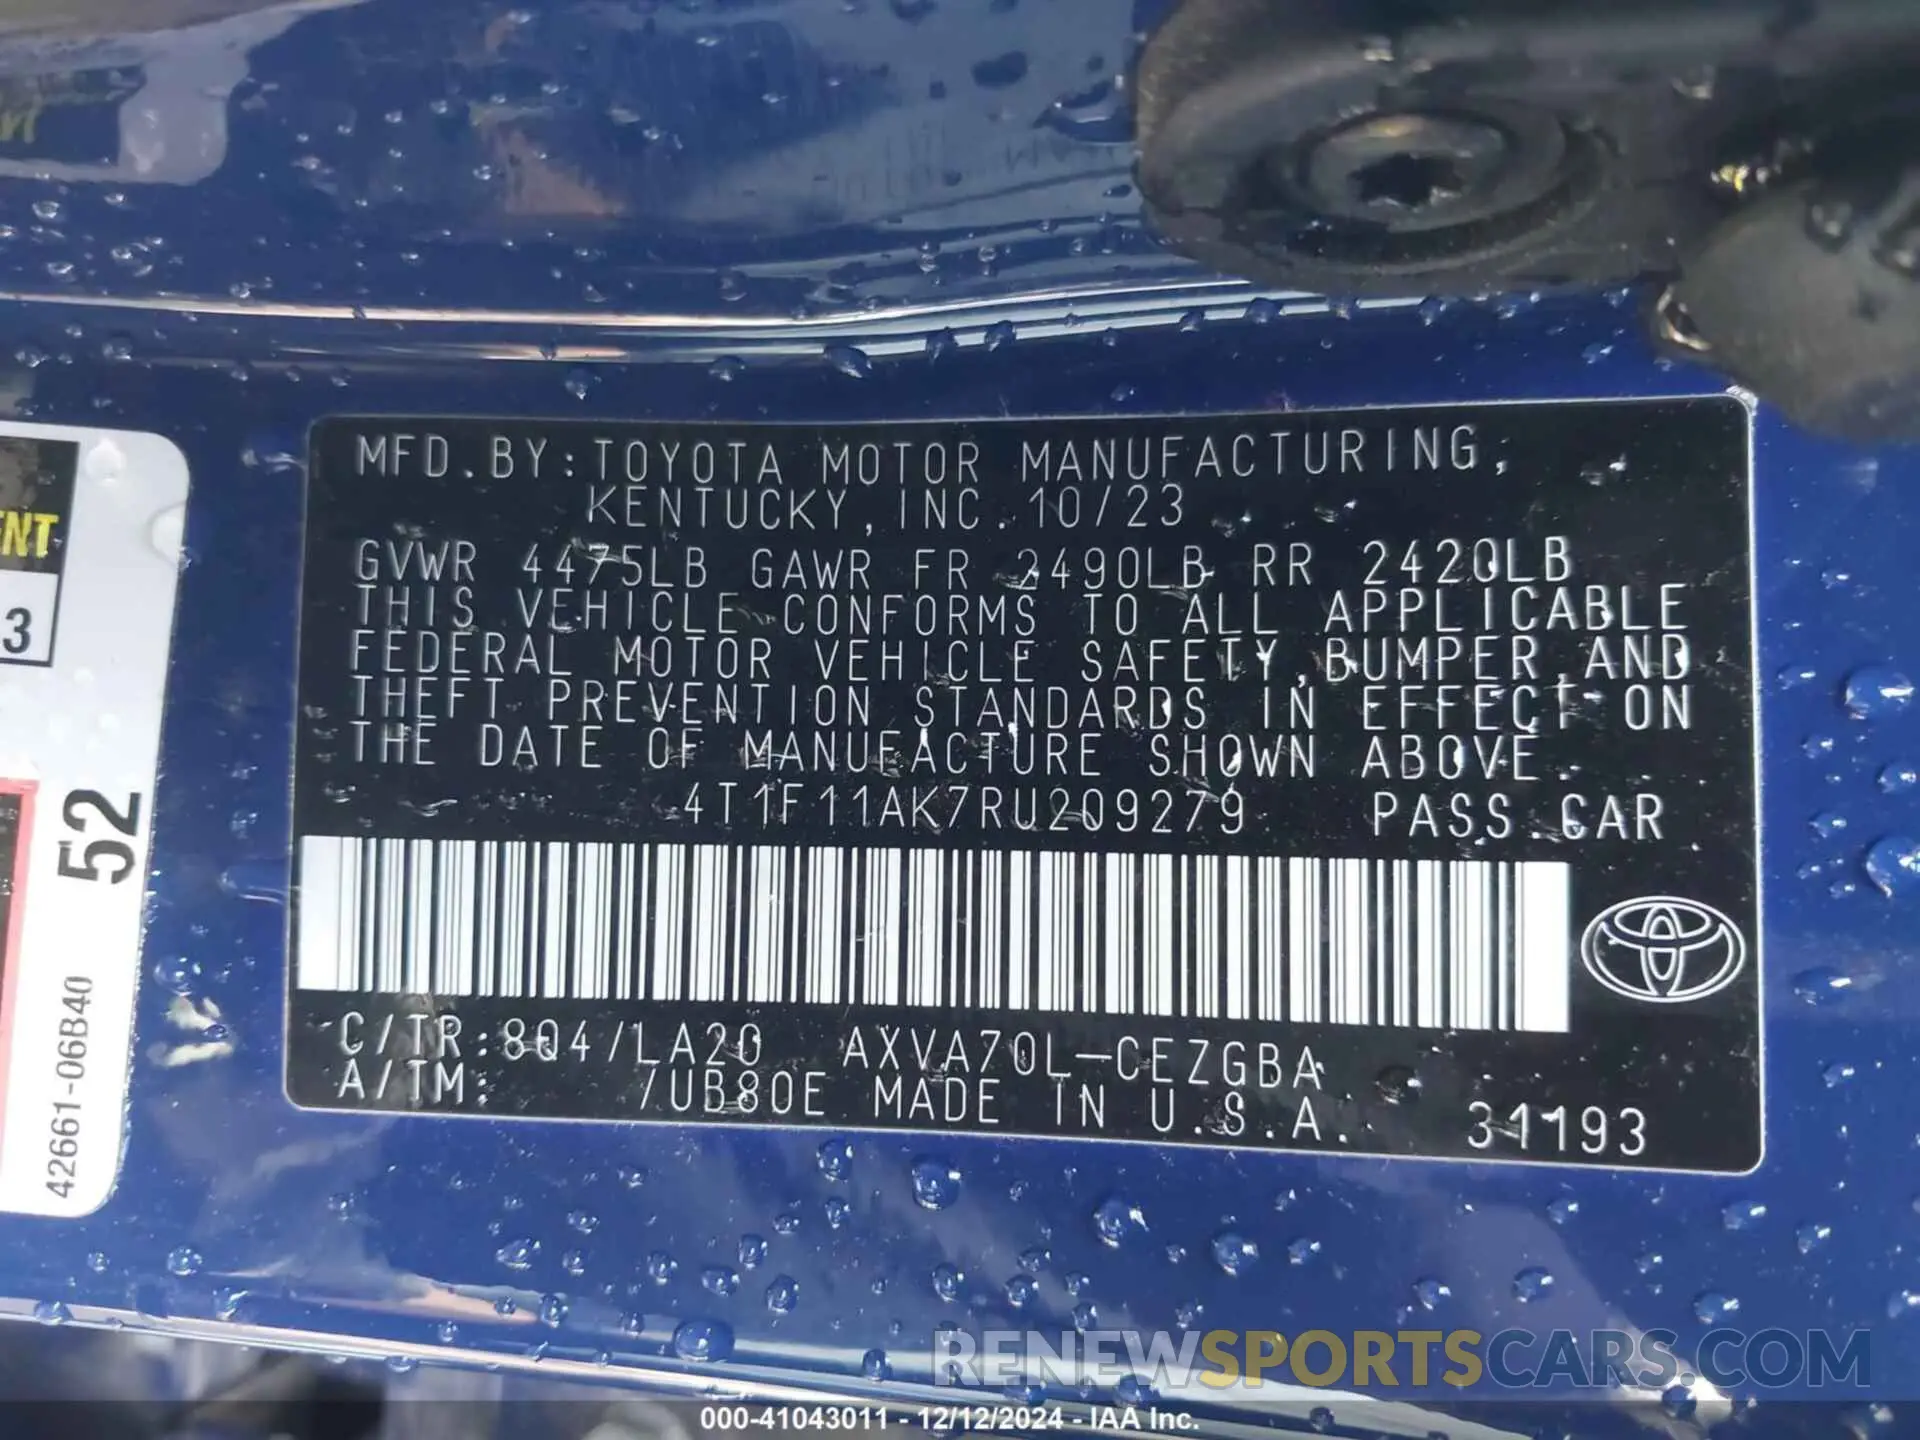 MFD.BY:TOYOTA MOTOR MANUFACTURING,
KENTUCKY,INC. 10/23
GVWR 4475LB GAWR FR 2490LB RR 2420LB
THIS VEHICLE CONFORMS TO ALL APPLICABLE
FEDERAL MOTOR VEHICLE SAFETY,BUMPER,AND
THEFT PREVENTION STANDARDS IN EFFECT ON
THE DATE OF MANUFACTURE SHOWN ABOVE.
4T1F11AK7RU209279 PASS.CAR
C/TR:8Q4/LA20 AXVA70L-CEZGBA
A/TM: /UB80E MADE IN U.S.A. 31193
ENT
3
52
42661-06B40
RENEWSPORTSCARS.COM
000-41043011 - 12/12/2024 - IAA Inc.